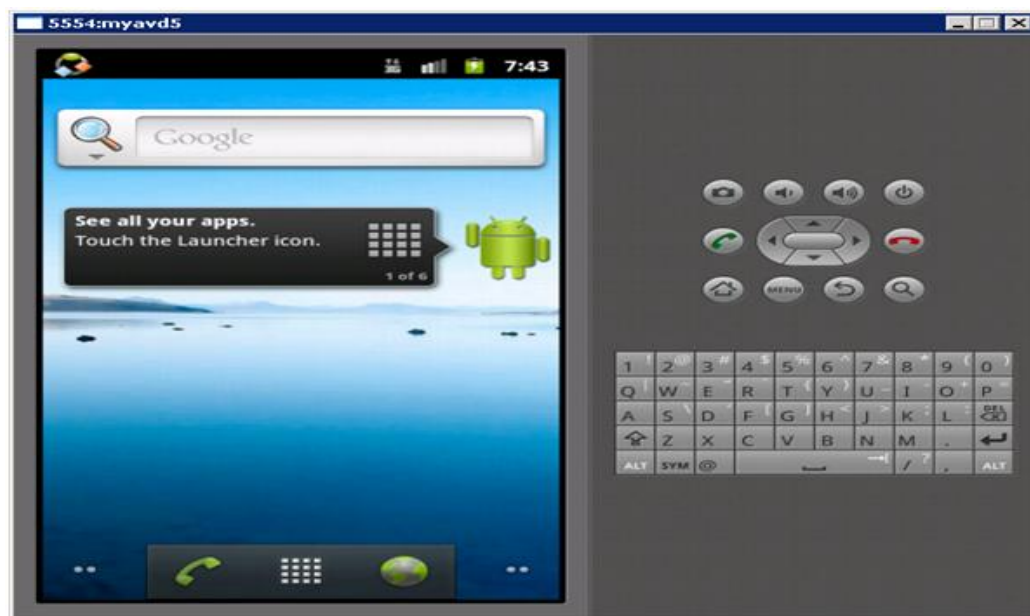 5554:myavd5
7:43
Google
See all your apps.
Touch the Launcher icon.
1 of 6
MENU
1 ! 2 @ 3 # 4 $ 5 % 6 ^ 7 & 8 * 9 ( 0 )
Q | W ~ E " R ` T { Y } U _ I - O + P =
A S \ D ' F [ G ] H < J > K ; L : DEL
Z X C V B N M .
ALT SYM @ / ? , ALT